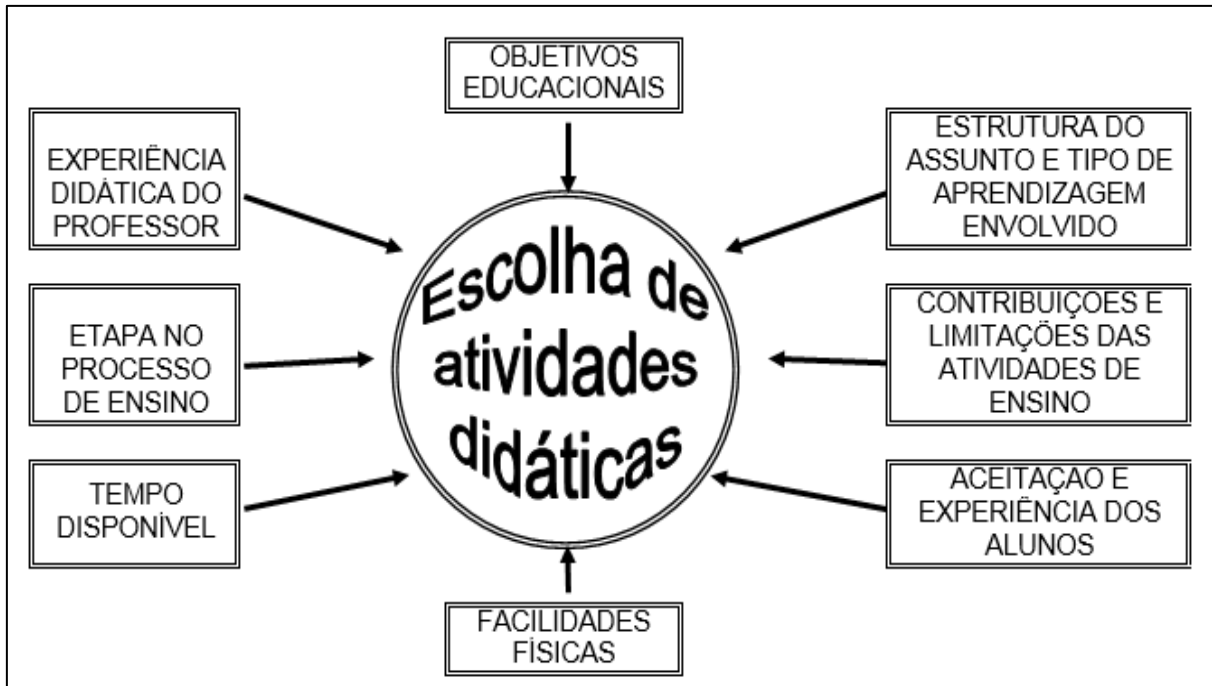 OBJETIVOS
EDUCACIONAIS
EXPERIÊNCIA
DIDÁTICA DO
PROFESSOR
ESTRUTURA DO
ASSUNTO E TIPO DE
APRENDIZAGEM
ENVOLVIDO
Escolha de
atividades
didáticas
ETAPA NO
PROCESSO
DE ENSINO
CONTRIBUIÇOES E
LIMITAÇÕES DAS
ATIVIDADES DE
ENSINO
TEMPO
DISPONÍVEL
ACEITAÇAO E
EXPERIÊNCIA DOS
ALUNOS
FACILIDADES
FÍSICAS